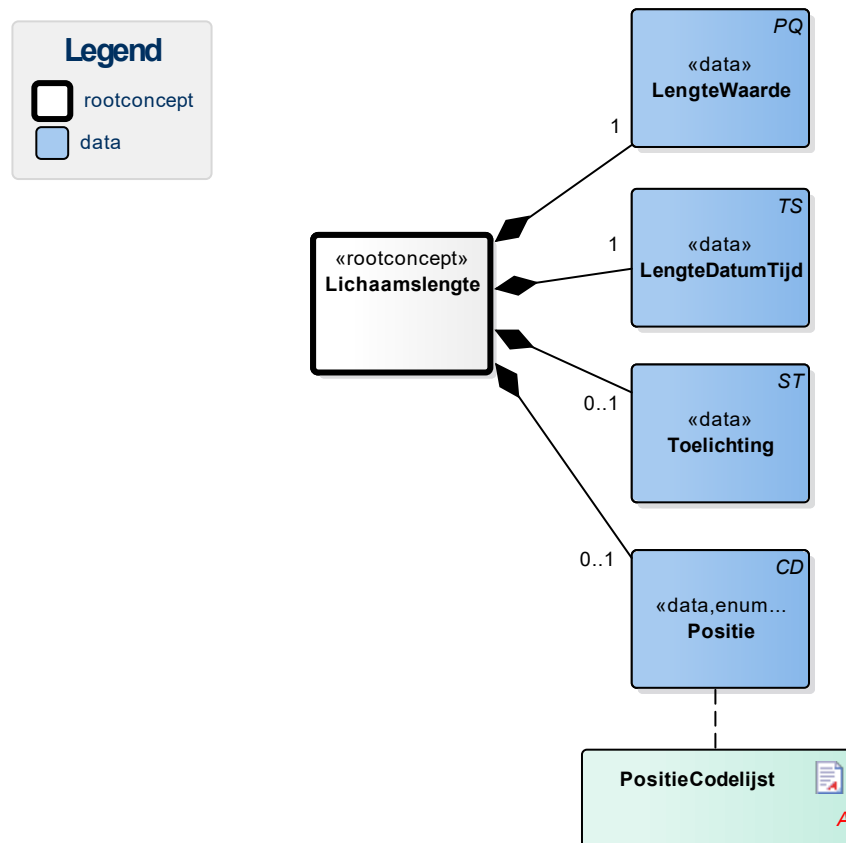 Legend
rootconcept
data
PQ
«data»
LengteWaarde
1
TS
«data»
LengteDatumTijd
1
«rootconcept»
Lichaamslengte
ST
«data»
Toelichting
0..1
CD
«data,enum...
Positie
0..1
PositieCodelijst
A